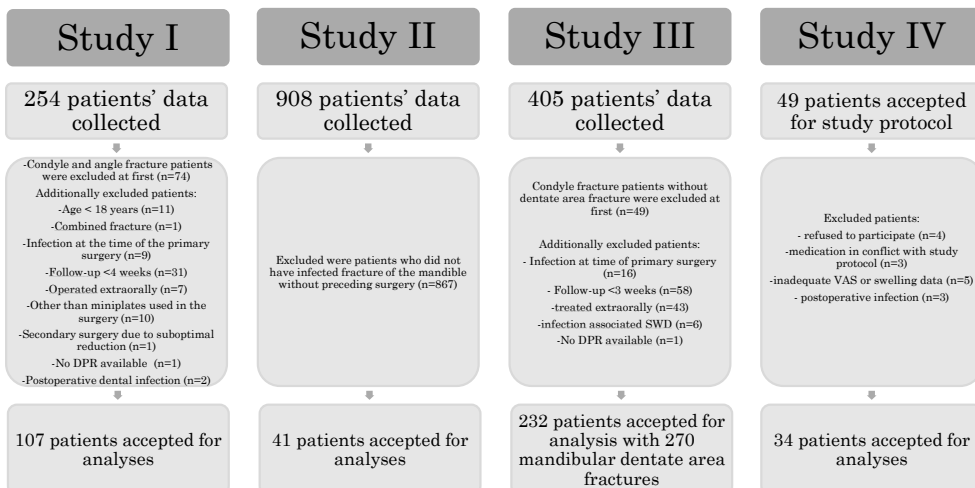 Study I
254 patients' data
collected
-Condyle and angle fracture patients
were excluded at first (n=74)
Additionally excluded patients:
-Age < 18 years (n=11)
-Combined fracture (n=1)
-Infection at the time of the primary
surgery (n=9)
-Follow-up <4 weeks (n=31)
-Operated extraorally (n=7)
-Other than miniplates used in the
surgery (n=10)
-Secondary surgery due to suboptimal
reduction (n=1)
-No DPR available (n=1)
-Postoperative dental infection (n=2)
107 patients accepted for
analyses
Study II
908 patients' data
collected
Excluded were patients who did not
have infected fracture of the mandible
without preceding surgery (n=867)
41 patients accepted for
analyses
Study III
405 patients' data
collected
Condyle fracture patients without
dentate area fracture were excluded at
first (n=49)
Additionally excluded patients:
- Infection at time of primary surgery
(n=16)
- Follow-up <3 weeks (n=58)
-treated extraorally (n=43)
-infection associated SWD (n=6)
-No DPR available (n=1)
232 patients accepted for
analysis with 270
mandibular dentate area
fractures
Study IV
49 patients accepted
for study protocol
Excluded patients:
- refused to participate (n=4)
-medication in conflict with study
protocol (n=3)
-inadequate VAS or swelling data (n=5)
- postoperative infection (n=3)
34 patients accepted for
analyses